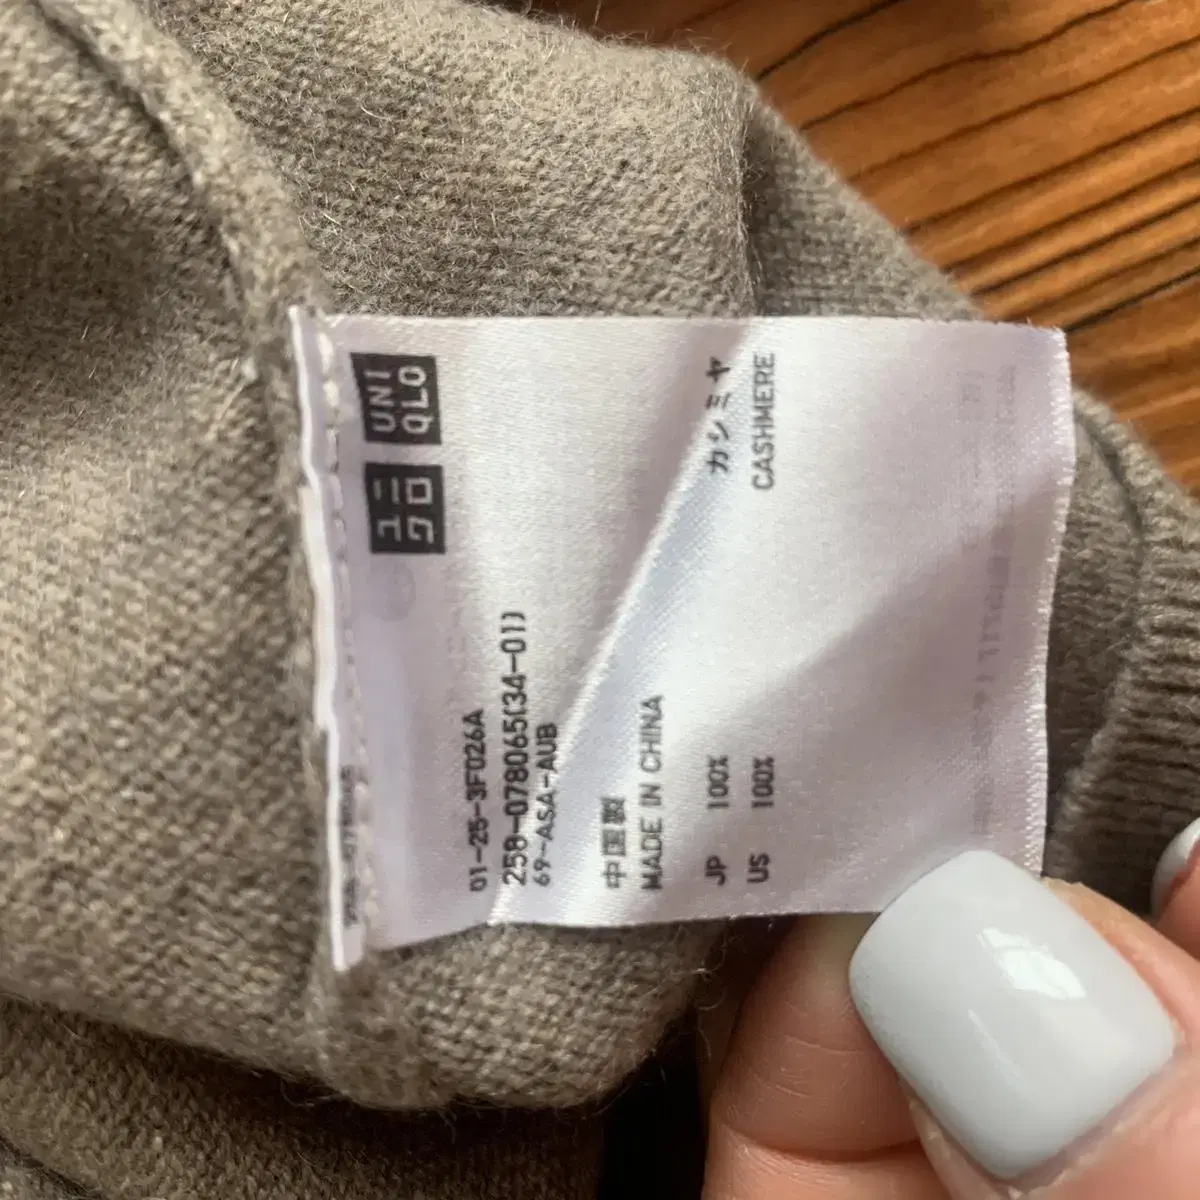 UNI
QLO
ユニ
クロ
01-25-3F026A
258-078065(34-01)
69-ASA-AUB
中国製
MADE IN CHINA
JP 100% カシミヤ
US 100% CASHMERE